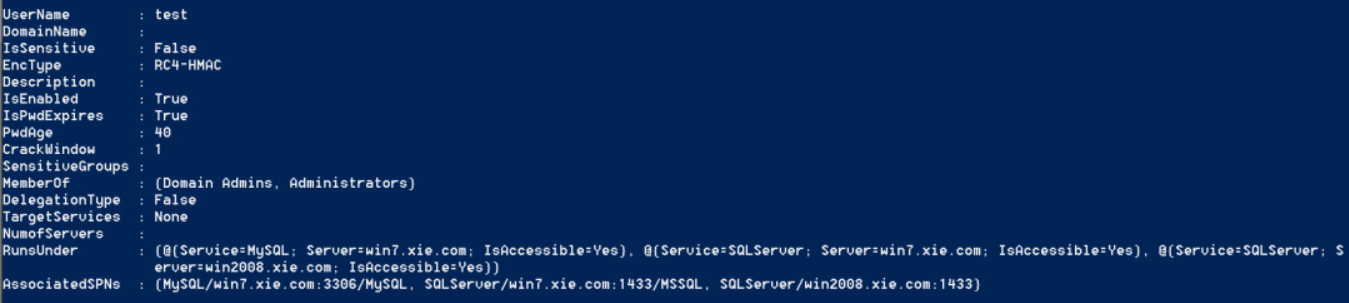 UserName : test
DomainName :
IsSensitive : False
EncType : RC4-HMAC
Description :
IsEnabled : True
IsPwdExpires : True
PwdAge : 40
CrackWindow : 1
SensitiveGroups :
MemberOf : {Domain Admins, Administrators}
DelegationType : False
TargetServices : None
NumofServers :
RunsUnder : {@{Service=MySQL; Server=win7.xie.com; IsAccessible=Yes}, @{Service=SQLServer; Server=win7.xie.com; IsAccessible=Yes}, @{Service=SQLServer; S
erver=win2008.xie.com; IsAccessible=Yes}}
AssociatedSPNs : {MySQL/win7.xie.com:3306/MySQL, SQLServer/win7.xie.com:1433/MSSQL, SQLServer/win2008.xie.com:1433}